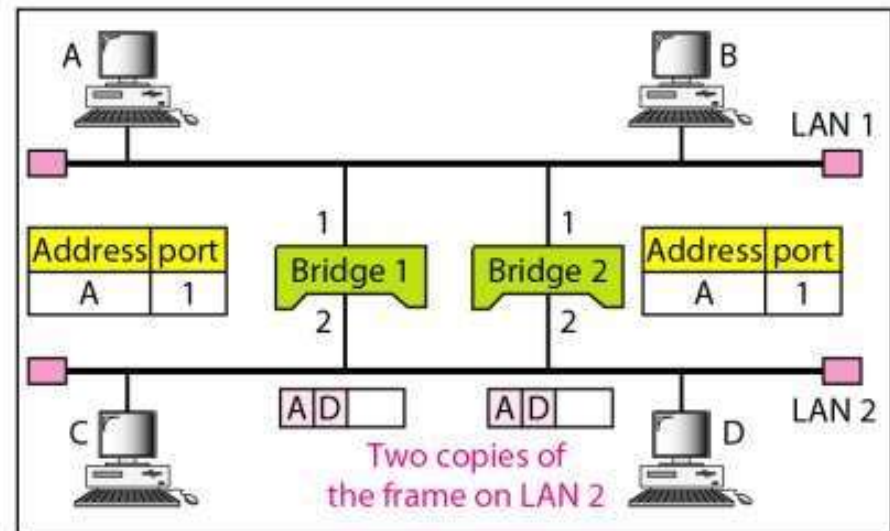 A
B
LAN 1
1
1
Address port
A 1
Bridge 1
Bridge 2
Address port
A 1
2
2
C
A D
A D
D
LAN 2
Two copies of
the frame on LAN 2